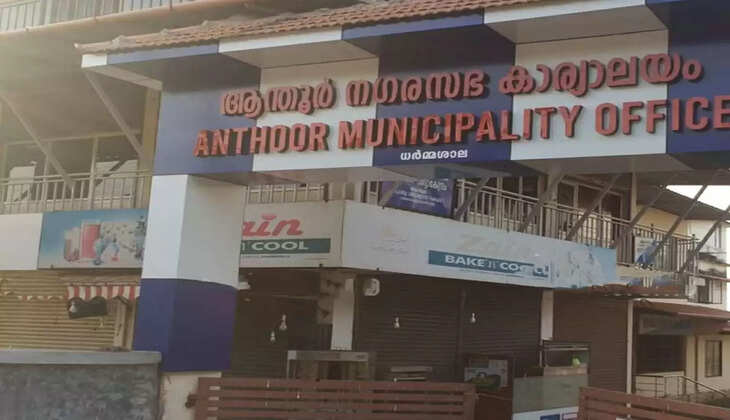 ആന്തൂർ നഗരസഭ കാര്യാലയം
ANTHOOR MUNICIPALITY OFFICE
ധർമ്മശാല
COOL
BAKE N COOL